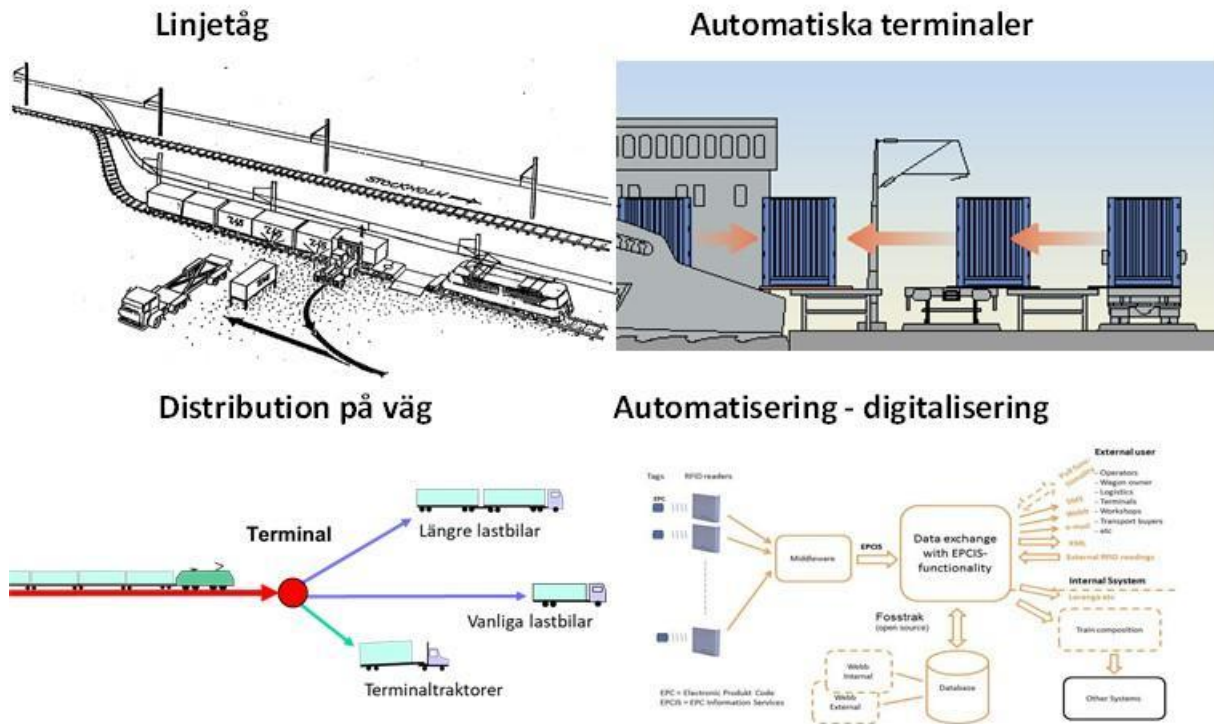 Linjetåg
Automatiska terminaler
STOCKHOLM
Distribution på väg
Automatisering - digitalisering
Terminal
Längre lastbilar
Vanliga lastbilar
Terminaltraktorer
Tags
RFID readers
EPC
Middleware
EPCIS
Data exchange
with EPCIS-
functionality
Fosstrak
(open source)
Database
Webb
Internal
Webb
External
EPC = Electronic Produkt Code
EPCIS = EPC Information Services
External user
- Operators
- Wagon owner
- Logistics
- Terminals
- Workshops
- Transport buyers
- etc
SMS
e-mail
XML
External RFID readings
Internal Ssystem
Train composition
Other Systems